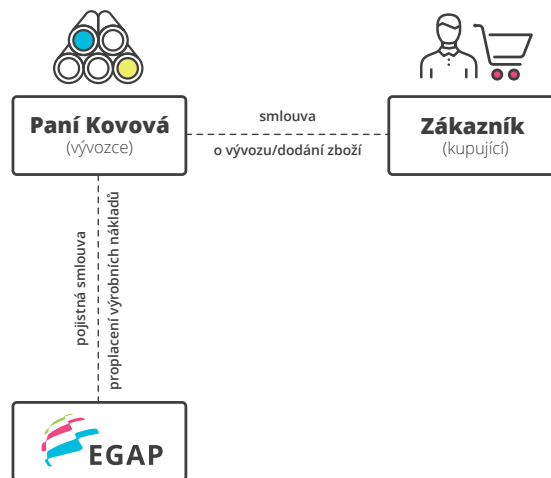 Paní Kovová
(vývozce)
smlouva
o vývozu/dodání zboží
Zákazník
(kupující)
pojistná smlouva
proplacení výrobních nákladů
EGAP